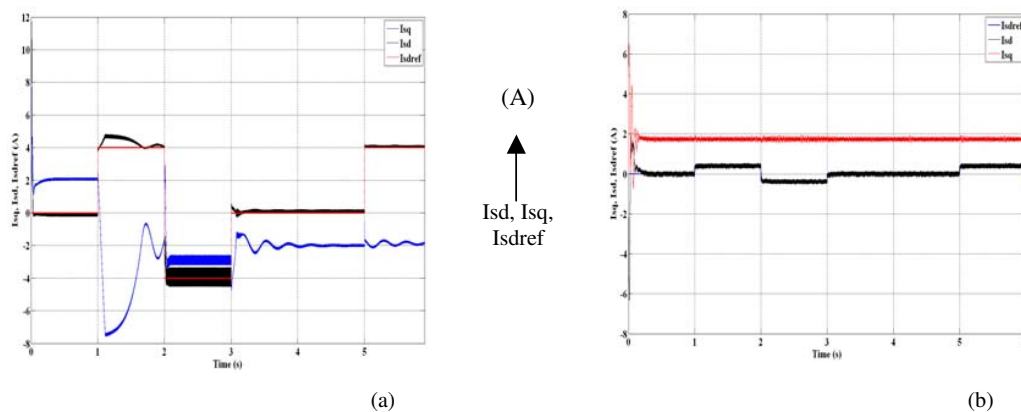 12
10
8
6
4
2
0
-2
-4
-6
-8
0
1
2
3
4
5
Time (s)
Isq, Isd, Isdref (A)
Isq
Isd
Isdref
(a)
(A)
Isd, Isq,
Isdref
8
6
4
2
0
-2
-4
-6
-8
0
1
2
3
4
5
Time (s)
Isq, Isd, Isdref (A)
Isdref
Isd
Isq
(b)